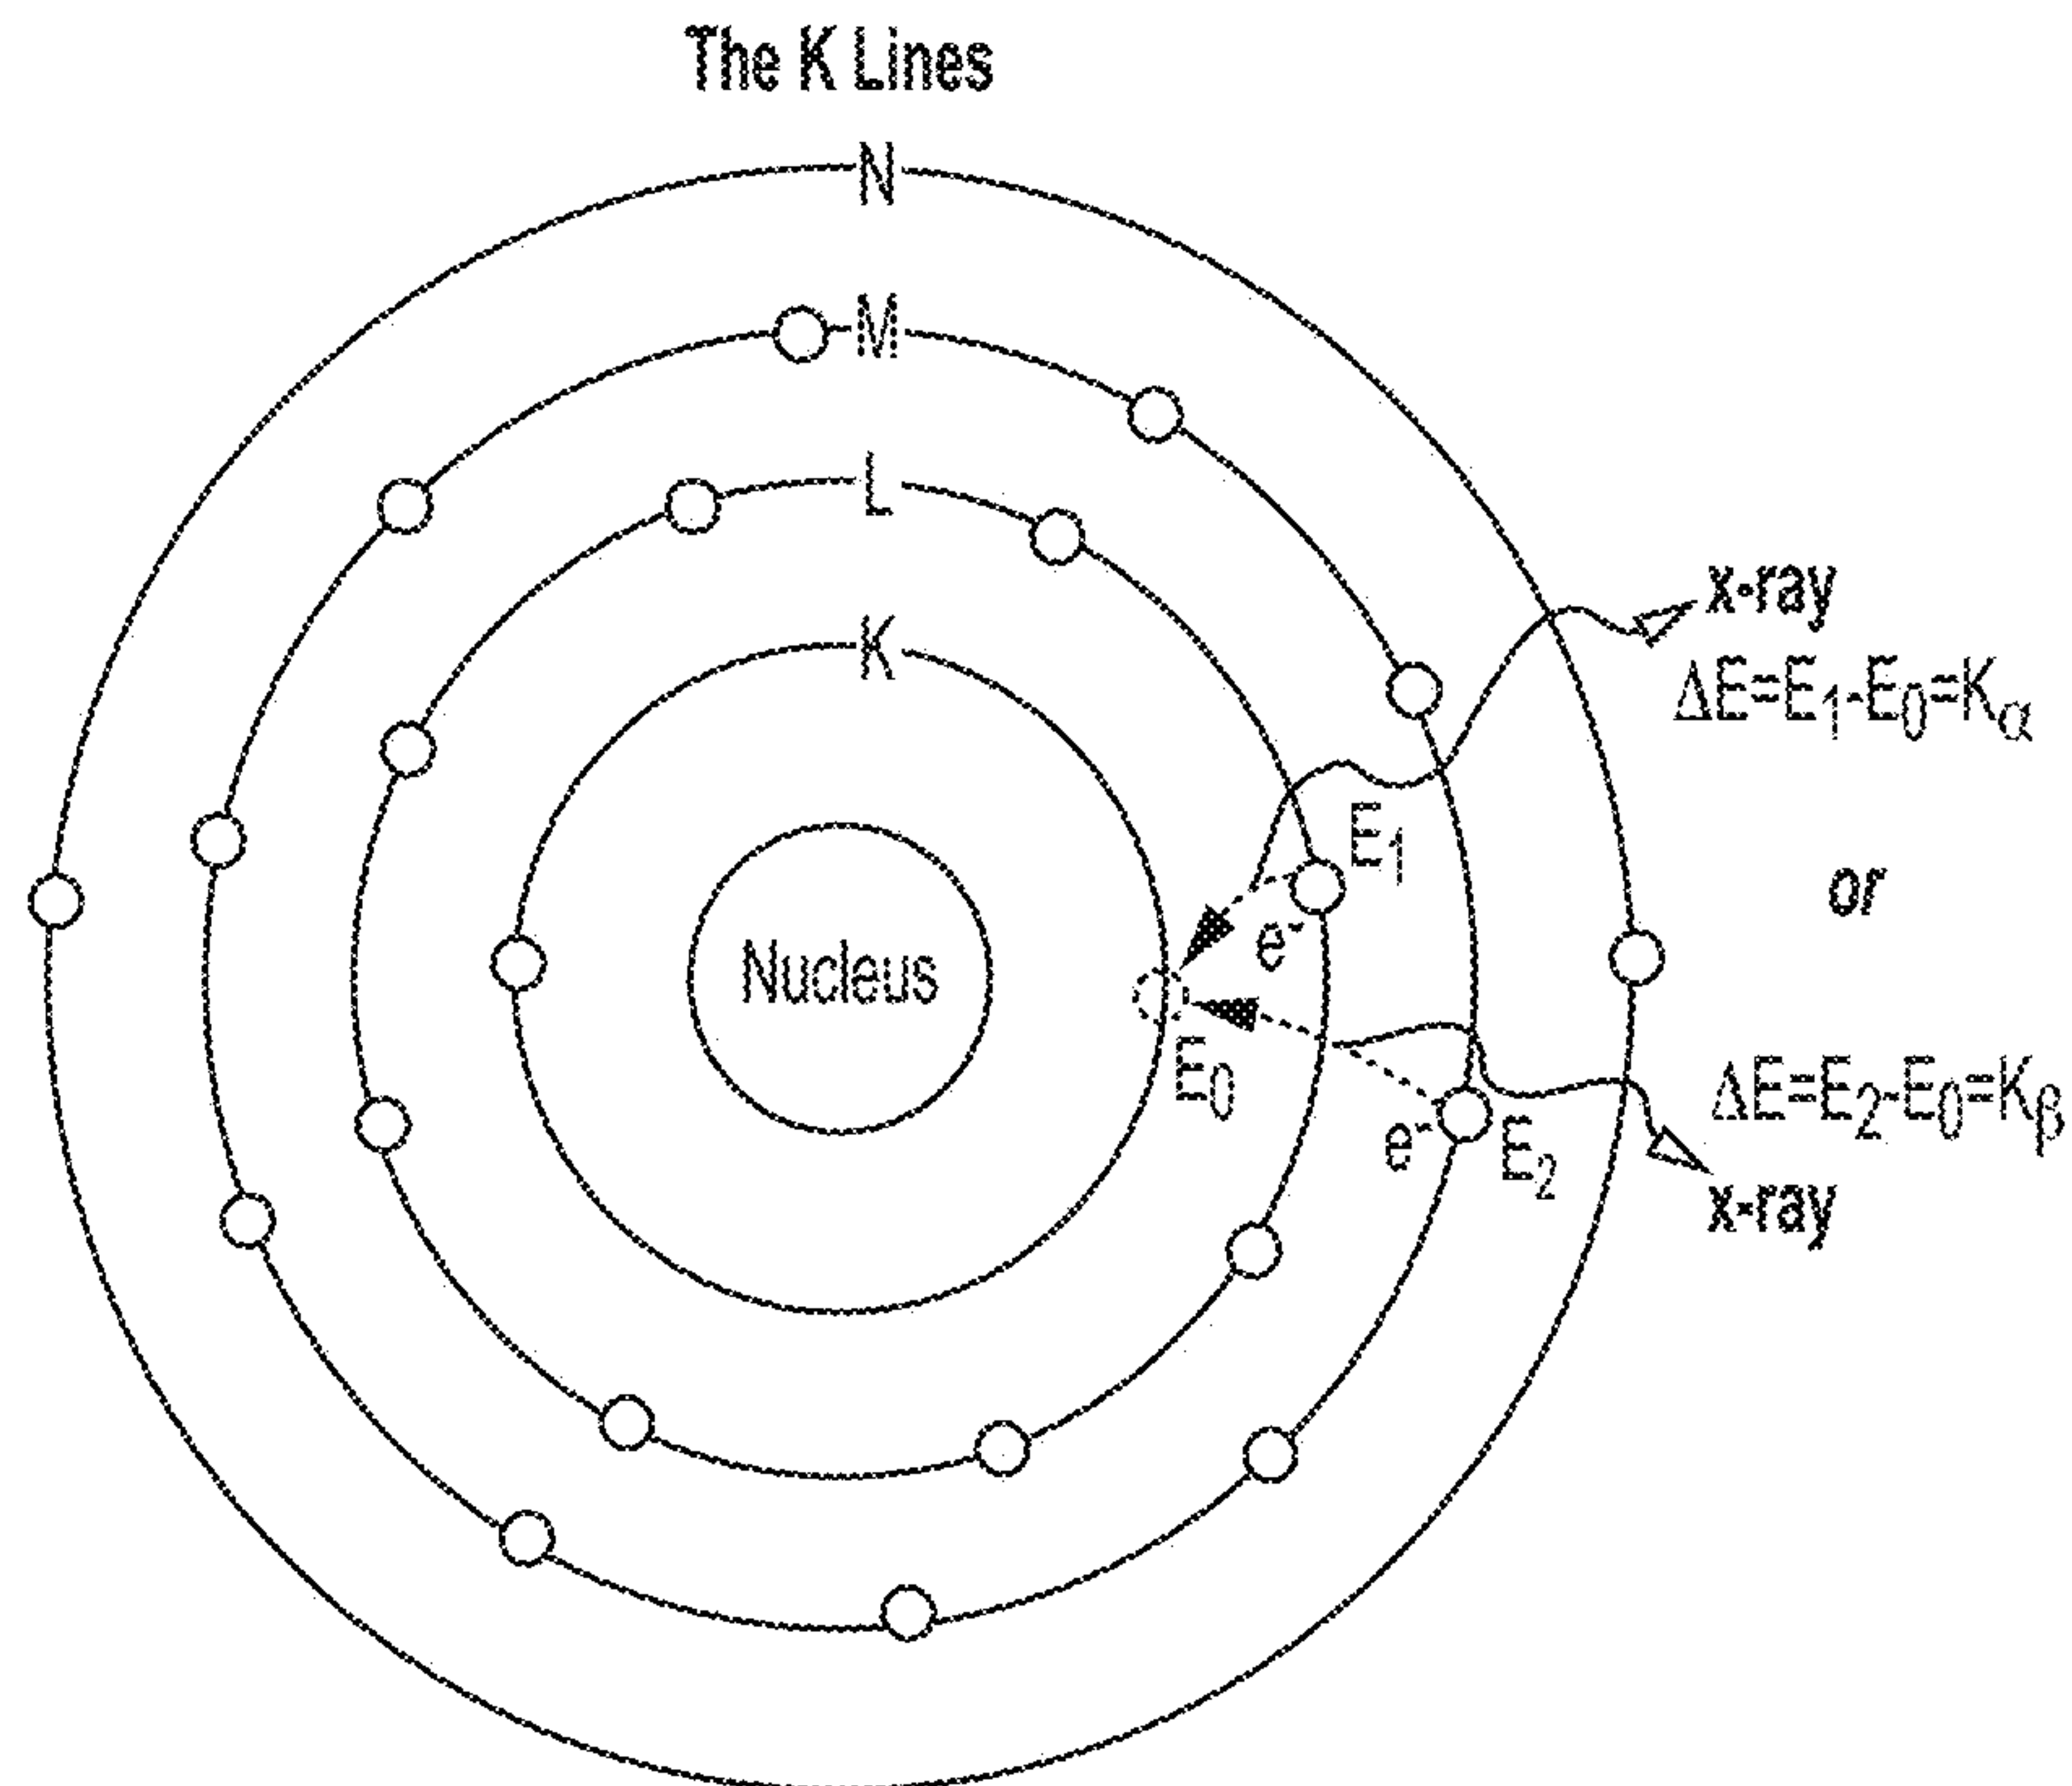 The K Lines
N
M
L
K
Nucleus
x-ray
ΔE=E₁-E₀=Kα
E₁
e⁻
or
E₀
ΔE=E₂-E₀=Kβ
e⁻
E₂
x-ray